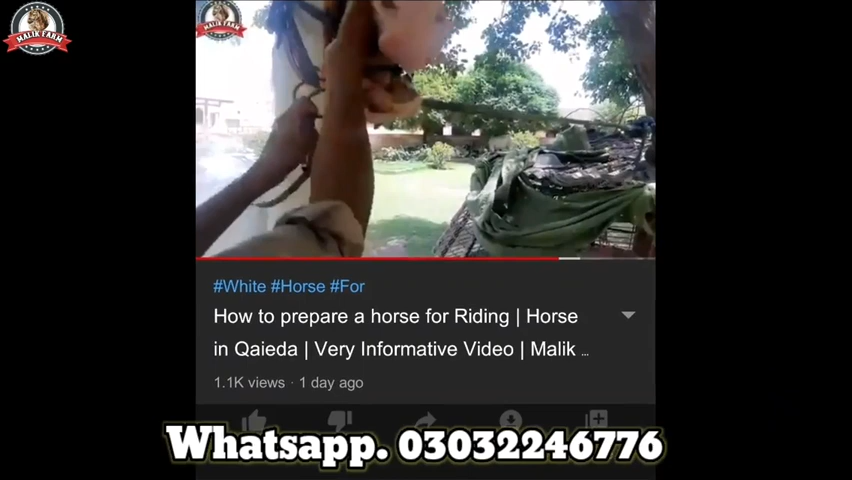 MALIK FARM
MALIK FARM
#White #Horse #For
How to prepare a horse for Riding | Horse
in Qaieda | Very Informative Video | Malik ...
1.1K views · 1 day ago
Whatsapp. 03032246776